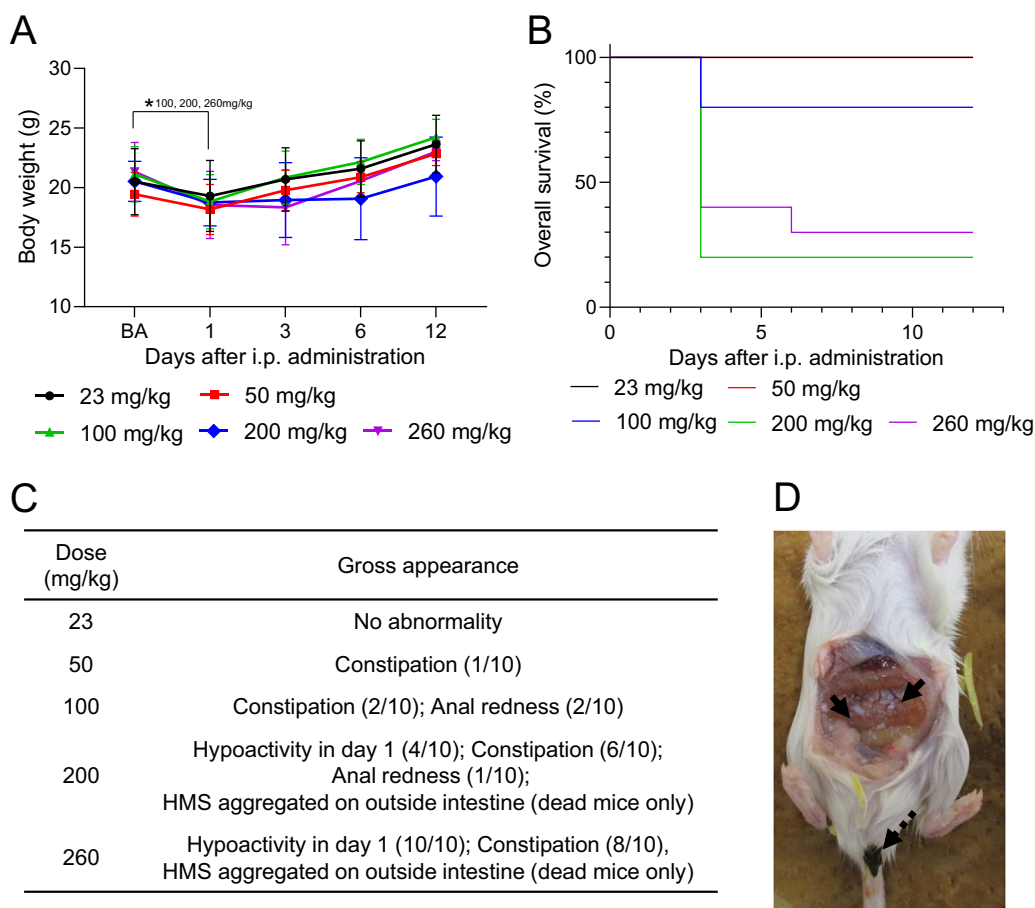 A
30
25
20
15
10
Body weight (g)
*100, 200, 260mg/kg
BA 1 3 6 12
Days after i.p. administration
23 mg/kg 50 mg/kg
100 mg/kg 200 mg/kg 260 mg/kg
B
100
50
0
Overall survival (%)
0 5 10
Days after i.p. administration
23 mg/kg 50 mg/kg
100 mg/kg 200 mg/kg 260 mg/kg
C
Dose
(mg/kg)
Gross appearance
23 No abnormality
50 Constipation (1/10)
100 Constipation (2/10); Anal redness (2/10)
200 Hypoactivity in day 1 (4/10); Constipation (6/10);
Anal redness (1/10);
HMS aggregated on outside intestine (dead mice only)
260 Hypoactivity in day 1 (10/10); Constipation (8/10),
HMS aggregated on outside intestine (dead mice only)
D